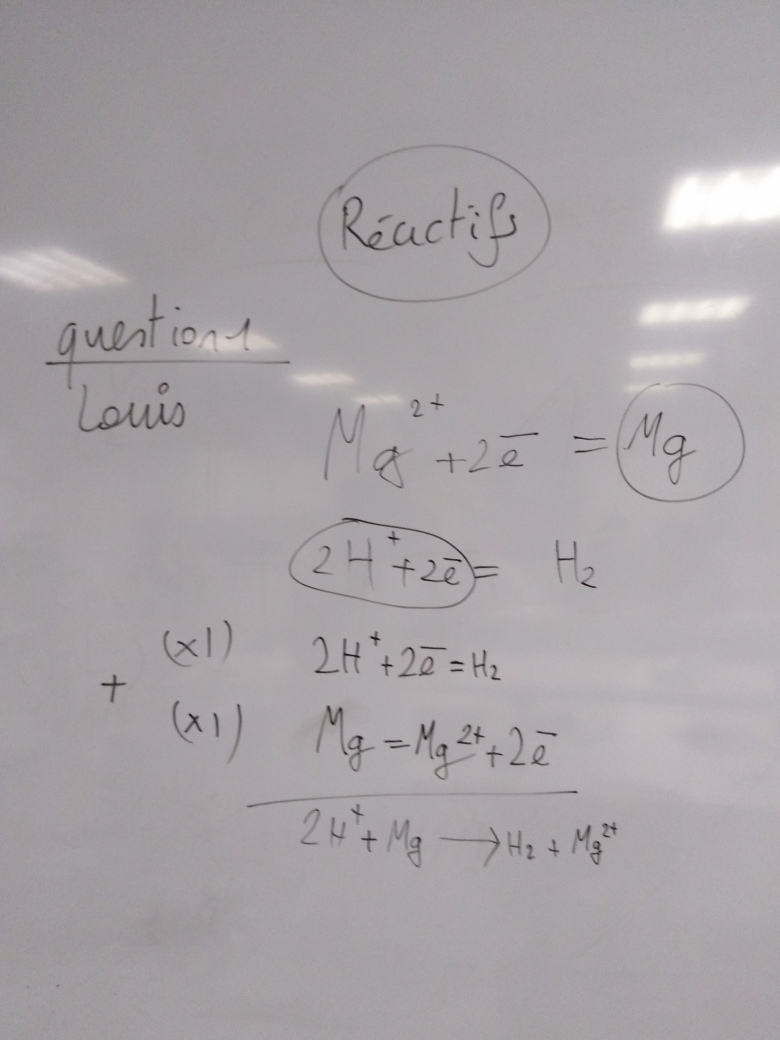 Réactifs
question 1
Louis
Mg²⁺ + 2e⁻ = Mg
2H⁺ + 2e⁻ = H₂
(x1) 2H⁺ + 2e⁻ = H₂
+
(x1) Mg = Mg²⁺ + 2e⁻
2H⁺ + Mg → H₂ + Mg²⁺